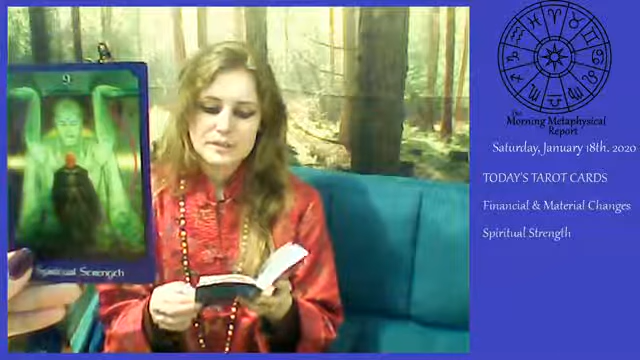 9
Spiritual Strength
The
Morning Metaphysical
Report
Saturday, January 18th, 2020
TODAY'S TAROT CARDS
Financial & Material Changes
Spiritual Strength